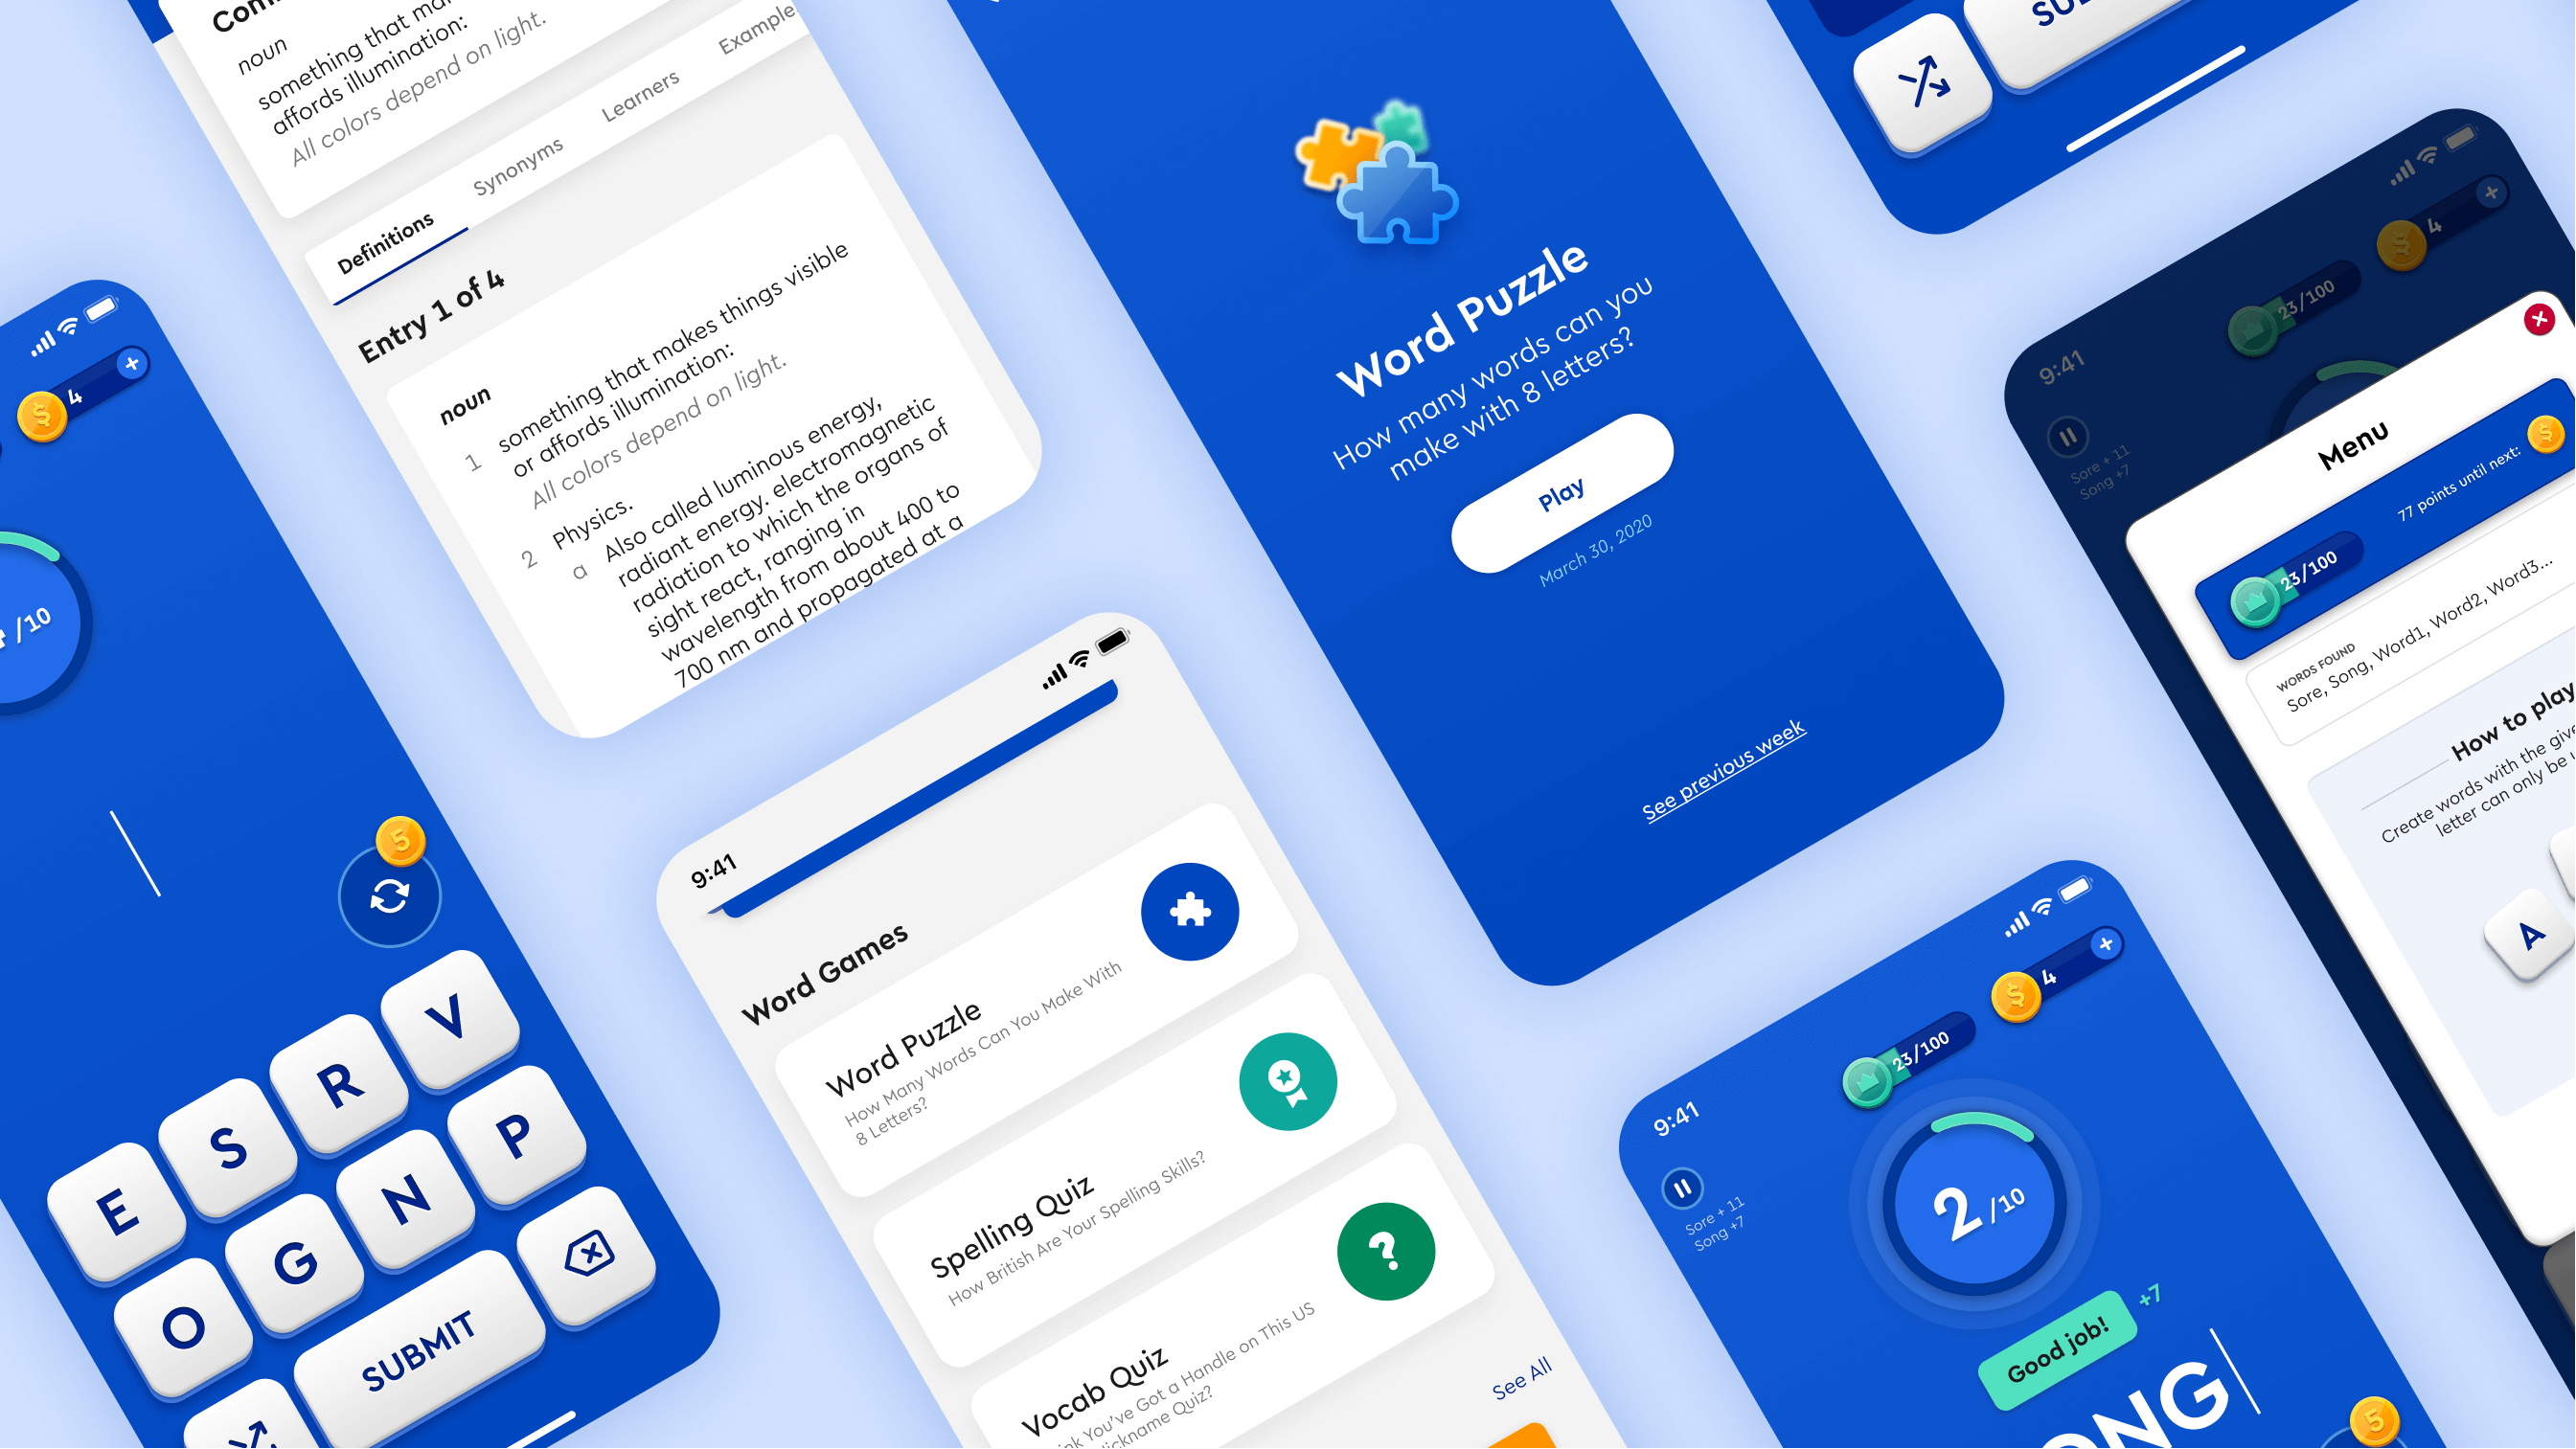 noun
something that
affords illumination:
All colors depend on light.
Definitions
Synonyms
Learners
Example
Entry 1 of 4
noun
1 something that makes things visible
or affords illumination:
All colors depend on light.
2 Physics.
a Also called luminous energy,
radiant energy. electromagnetic
radiation to which the organs of
sight react, ranging in
wavelength from about 400 to
700 nm and propagated at a
4
/10
5
E
S
R
V
O
G
N
P
SUBMIT
9:41
Word Games
Word Puzzle
How Many Words Can You Make With
8 Letters?
Spelling Quiz
How British Are Your Spelling Skills?
Vocab Quiz
You've Got a Handle on This US
Quiz?
See All
Word Puzzle
How many words can you
make with 8 letters?
Play
March 30, 2020
See previous week
9:41
23/100
4
Sore + 11
Song +7
2 /10
Good job!
+7
5
9:41
23/100
4
Sore + 11
Song +7
Menu
23/100
77 points until next:
WORDS FOUND
Sore, Song, Word1, Word2, Word3...
How to play
Create words with the
letter can only be
A